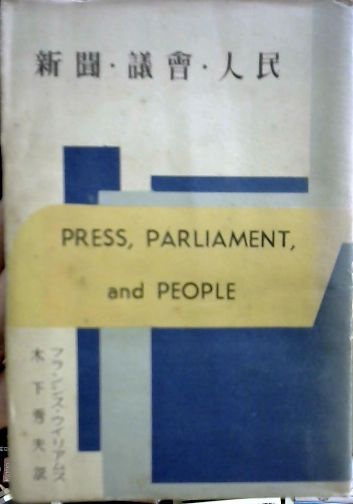 新聞・議會・人民
PRESS, PARLIAMENT,
and PEOPLE
フランシス・ウイリアムズ
木下秀夫訳